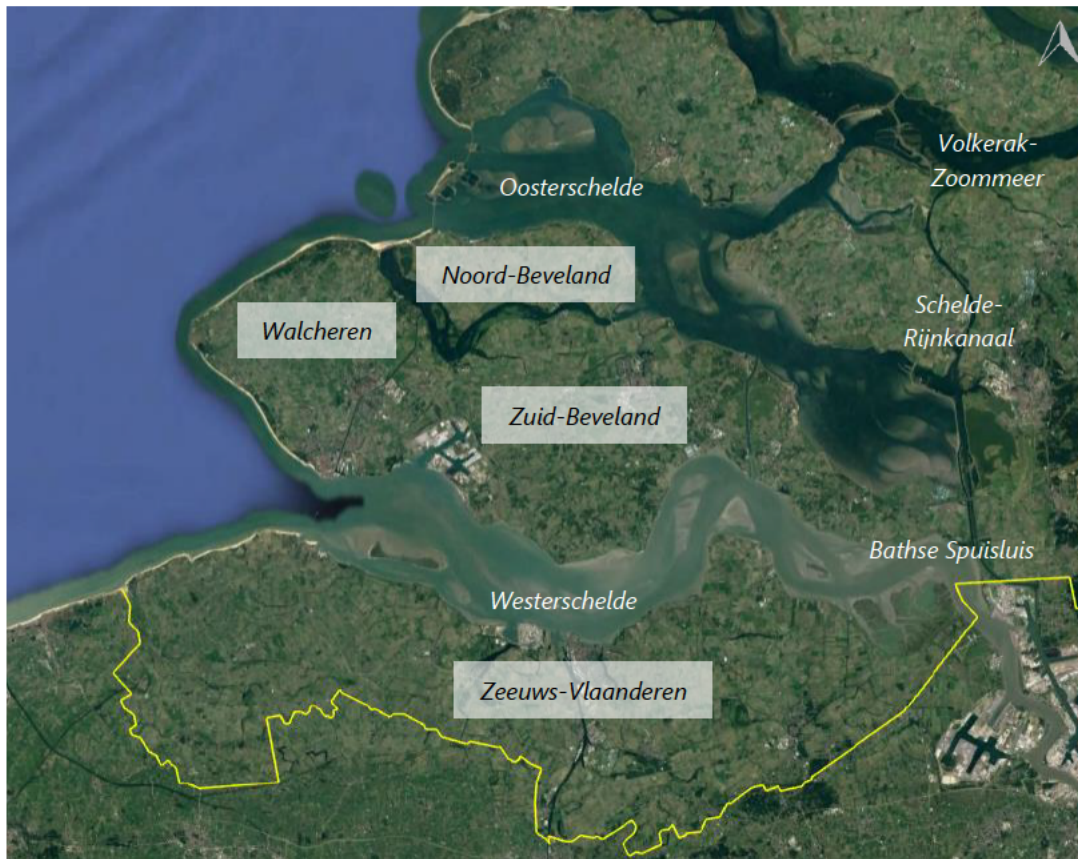 Volkerak-
Zoommeer
Oosterschelde
Noord-Beveland
Schelde-
Rijnkanaal
Walcheren
Zuid-Beveland
Bathse Spuisluis
Westerschelde
Zeeuws-Vlaanderen